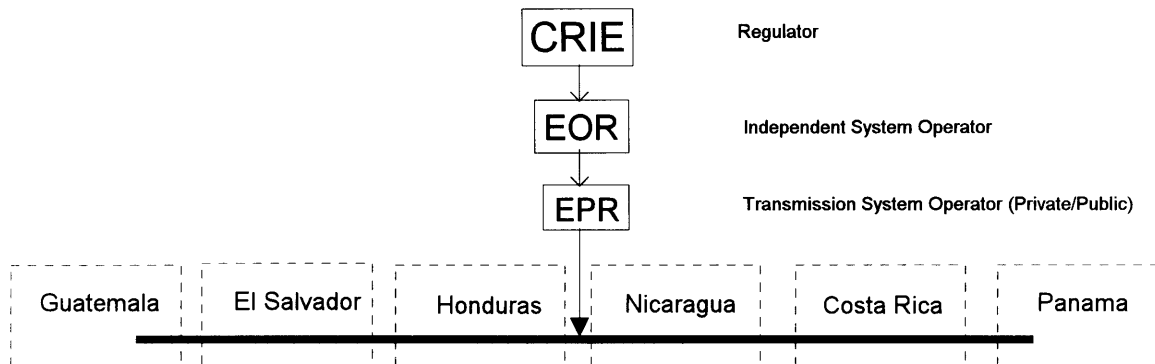 CRIE Regulator
EOR Independent System Operator
EPR Transmission System Operator (Private/Public)
Guatemala El Salvador Honduras Nicaragua Costa Rica Panama